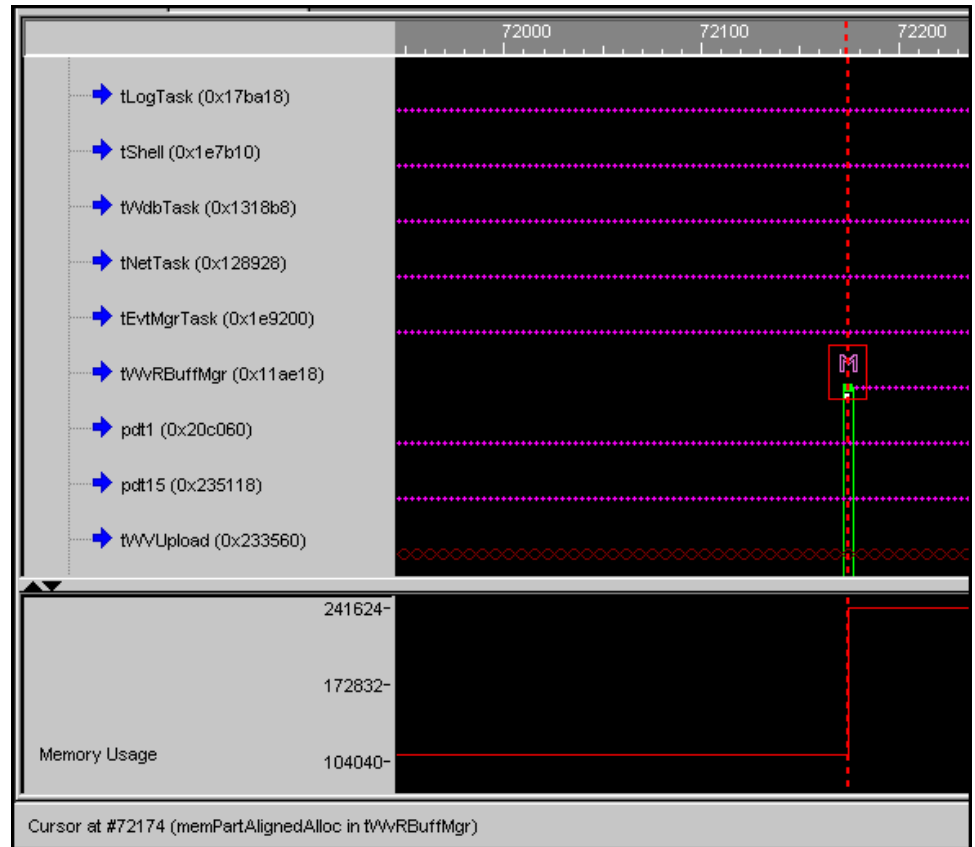 72000 72100 72200
tLogTask (0x17ba18)
tShell (0x1e7b10)
tWdbTask (0x1318b8)
tNetTask (0x128928)
tEvtMgrTask (0x1e9200)
tWvRBuffMgr (0x11ae18)
M
pdt1 (0x20c060)
pdt15 (0x235118)
tWVUpload (0x233560)
241624-
172832-
Memory Usage
104040-
Cursor at #72174 (memPartAlignedAlloc in tWvRBuffMgr)